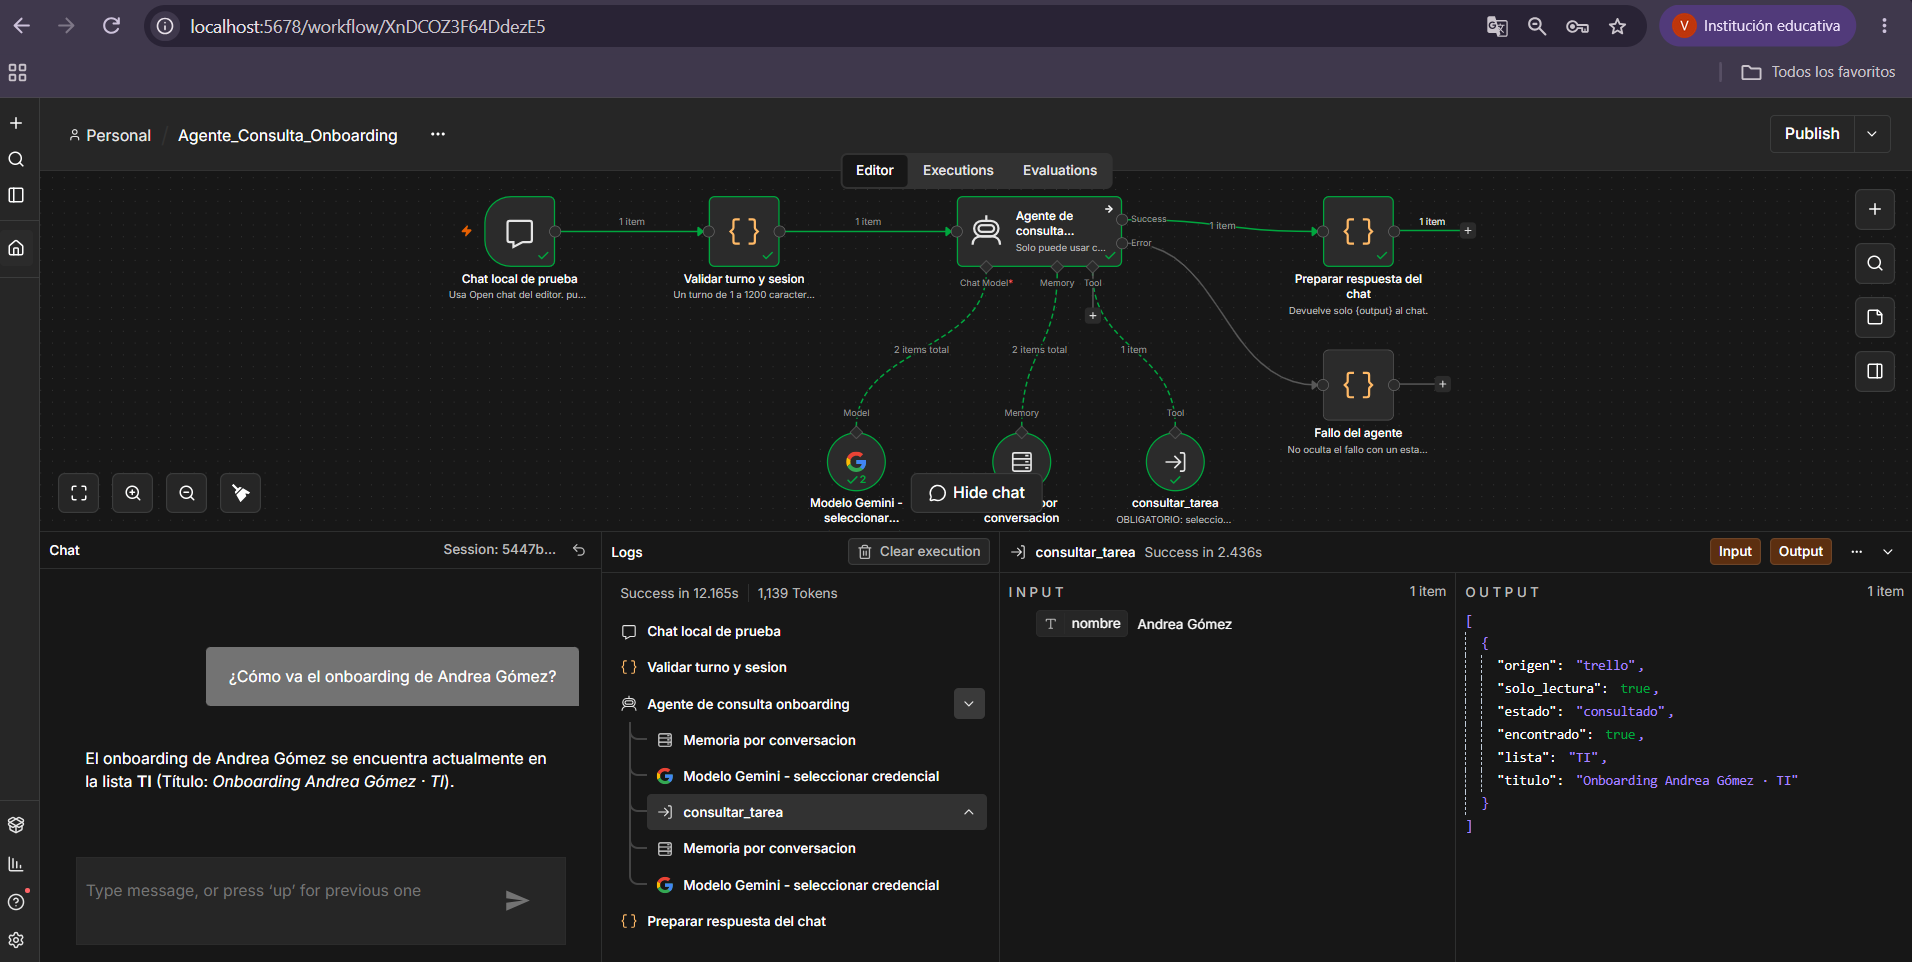 localhost:5678/workflow/XnDCOZ3F64DdezE5
V Institución educativa
Todos los favoritos
Personal / Agente_Consulta_Onboarding ...
Publish
Editor Executions Evaluations
1 item
1 item
Agente de
consulta...
Solo puede usar c...
Success
Error
1 item
1 item
Chat local de prueba
Usa Open chat del editor. pu...
Validar turno y sesion
Un turno de 1 a 1200 caracter...
Chat Model*
Memory
Tool
Preparar respuesta del
chat
Devuelve solo {output} al chat.
2 items total
2 items total
1 item
Model
Memory
Tool
Fallo del agente
No oculta el fallo con un esta...
2
Modelo Gemini -
seleccionar...
Hide chat
por
conversacion
consultar_tarea
OBLIGATORIO: seleccio...
Chat
Session: 5447b...
¿Cómo va el onboarding de Andrea Gómez?
El onboarding de Andrea Gómez se encuentra actualmente en
la lista TI (Título: Onboarding Andrea Gómez · TI).
Type message, or press ‘up’ for previous one
Logs
Clear execution
Success in 12.165s
1,139 Tokens
Chat local de prueba
Validar turno y sesion
Agente de consulta onboarding
Memoria por conversacion
Modelo Gemini - seleccionar credencial
consultar_tarea
Memoria por conversacion
Modelo Gemini - seleccionar credencial
Preparar respuesta del chat
consultar_tarea Success in 2.436s
Input Output ...
INPUT
1 item
T nombre Andrea Gómez
OUTPUT
1 item
[
{
"origen": "trello",
"solo_lectura": true,
"estado": "consultado",
"encontrado": true,
"lista": "TI",
"titulo": "Onboarding Andrea Gómez · TI"
}
]